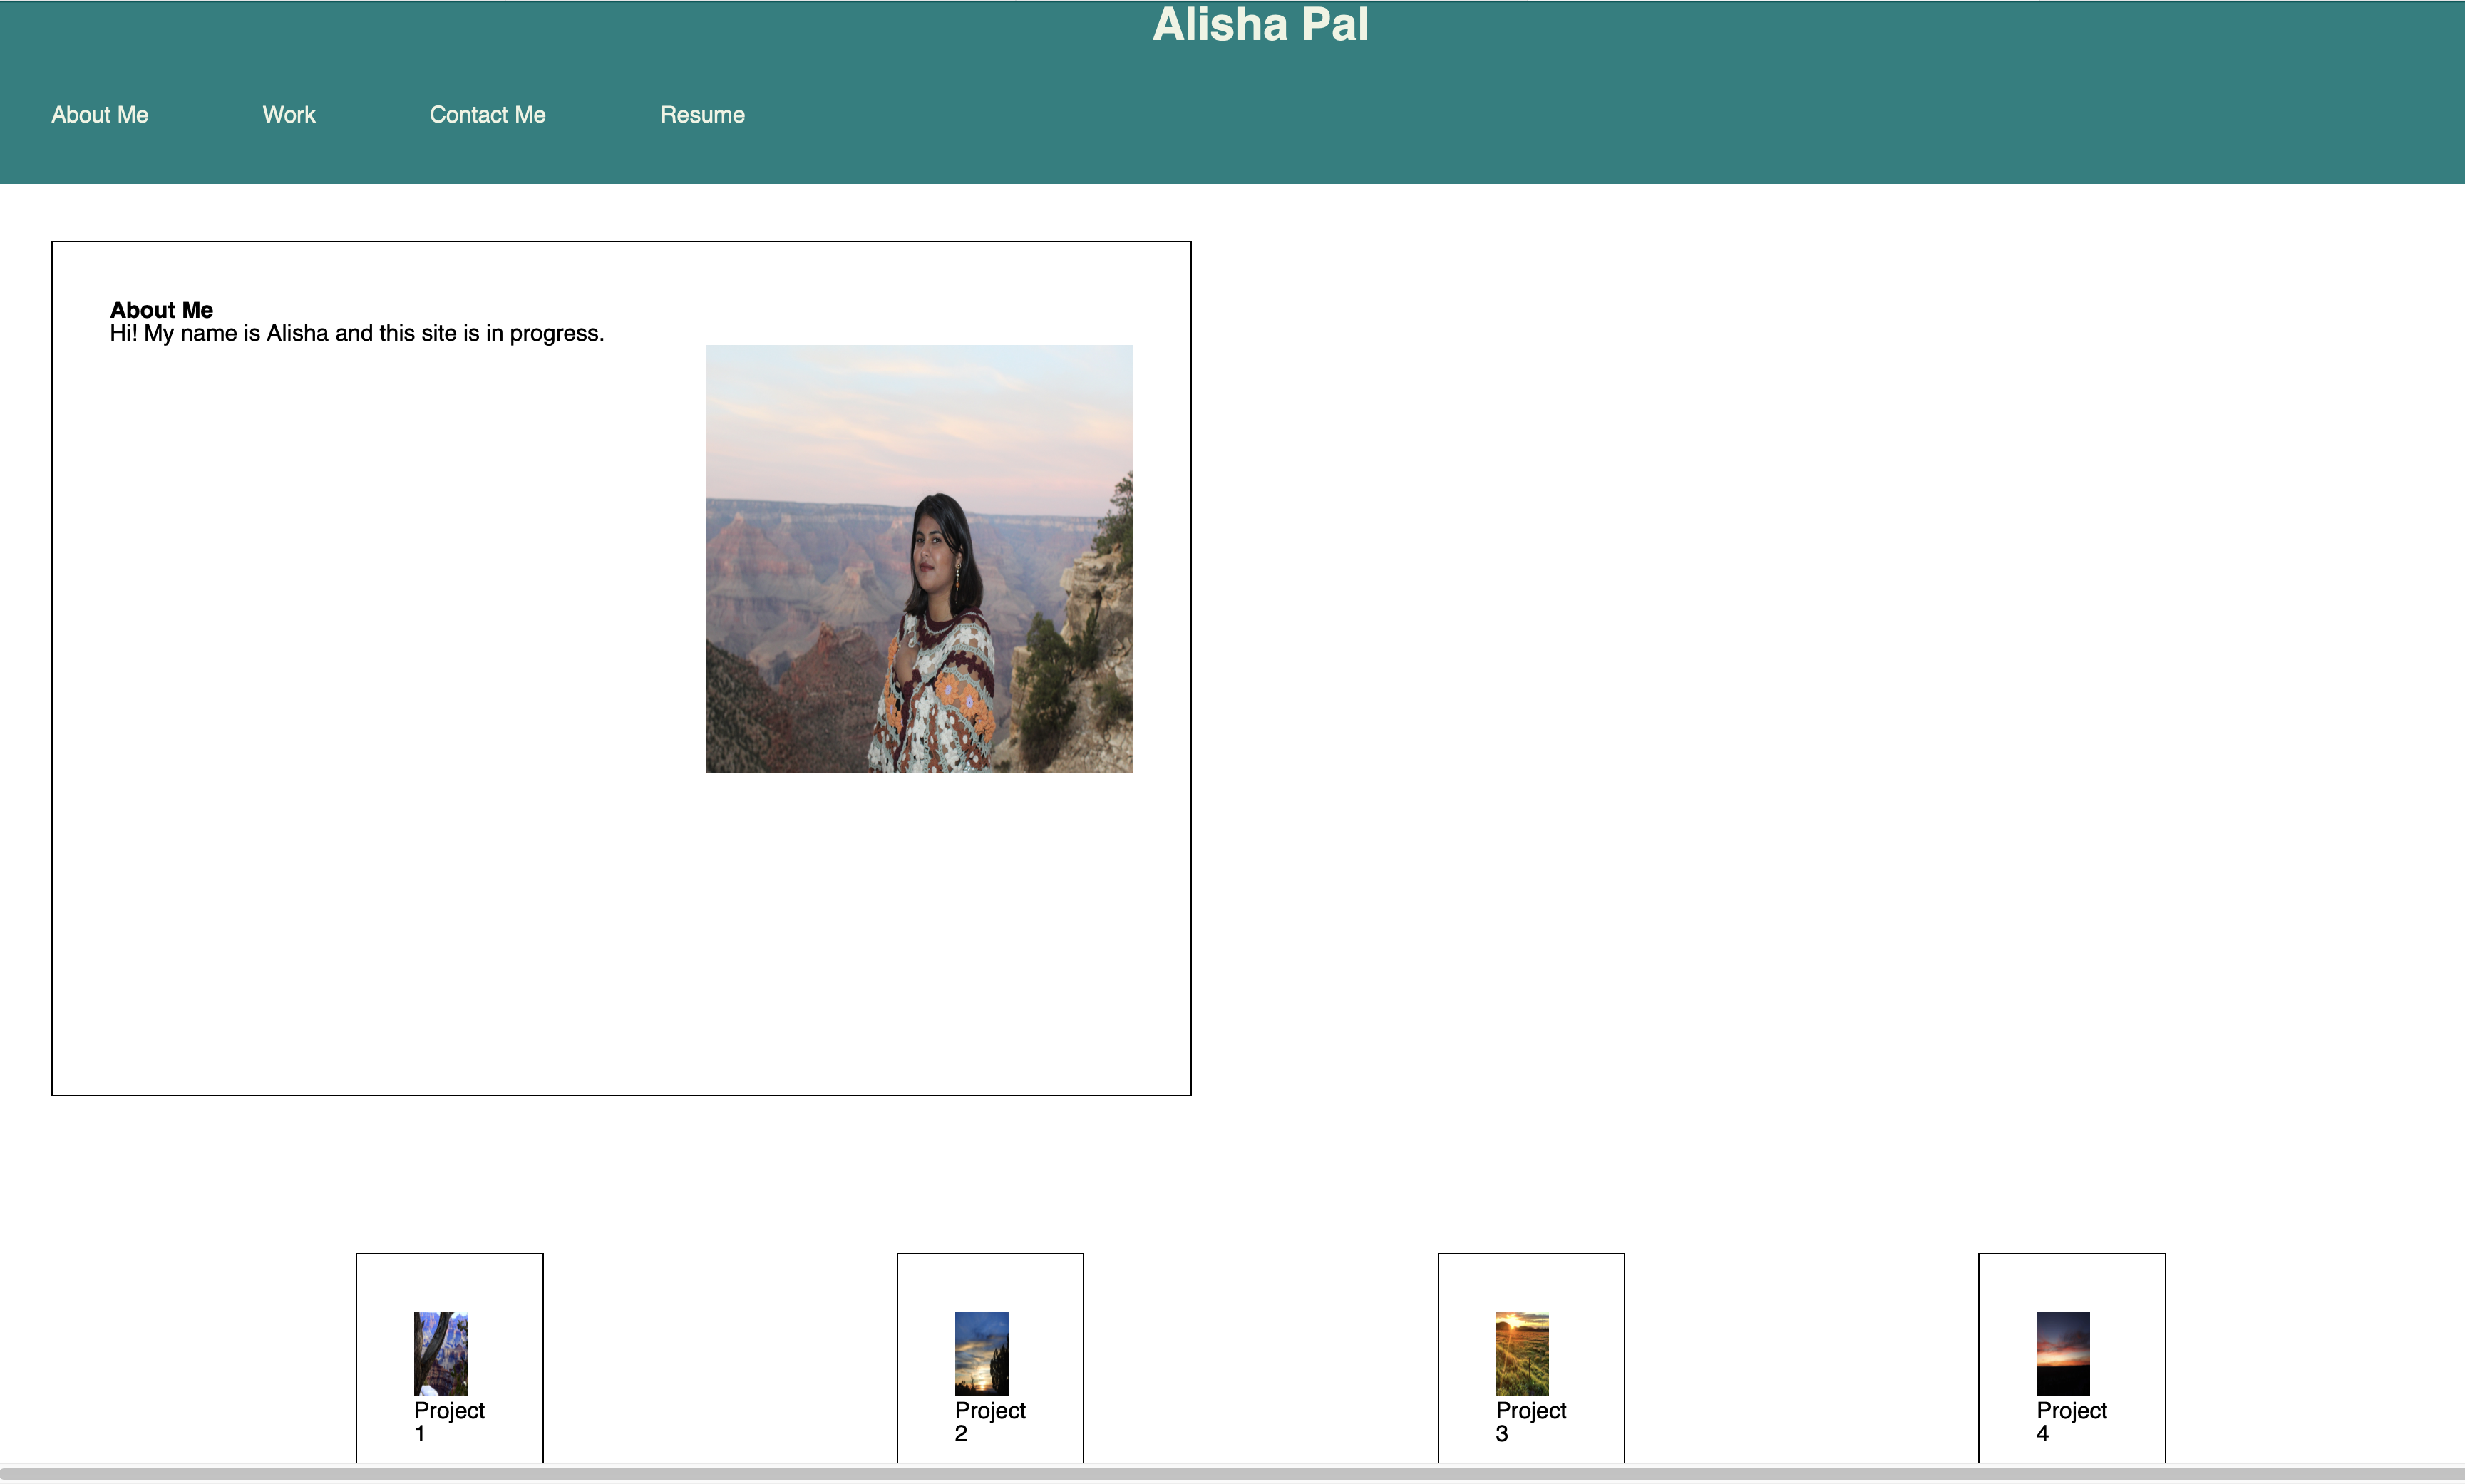 Alisha Pal
About Me
Work
Contact Me
Resume
About Me
Hi! My name is Alisha and this site is in progress.
Project
1
Project
2
Project
3
Project
4